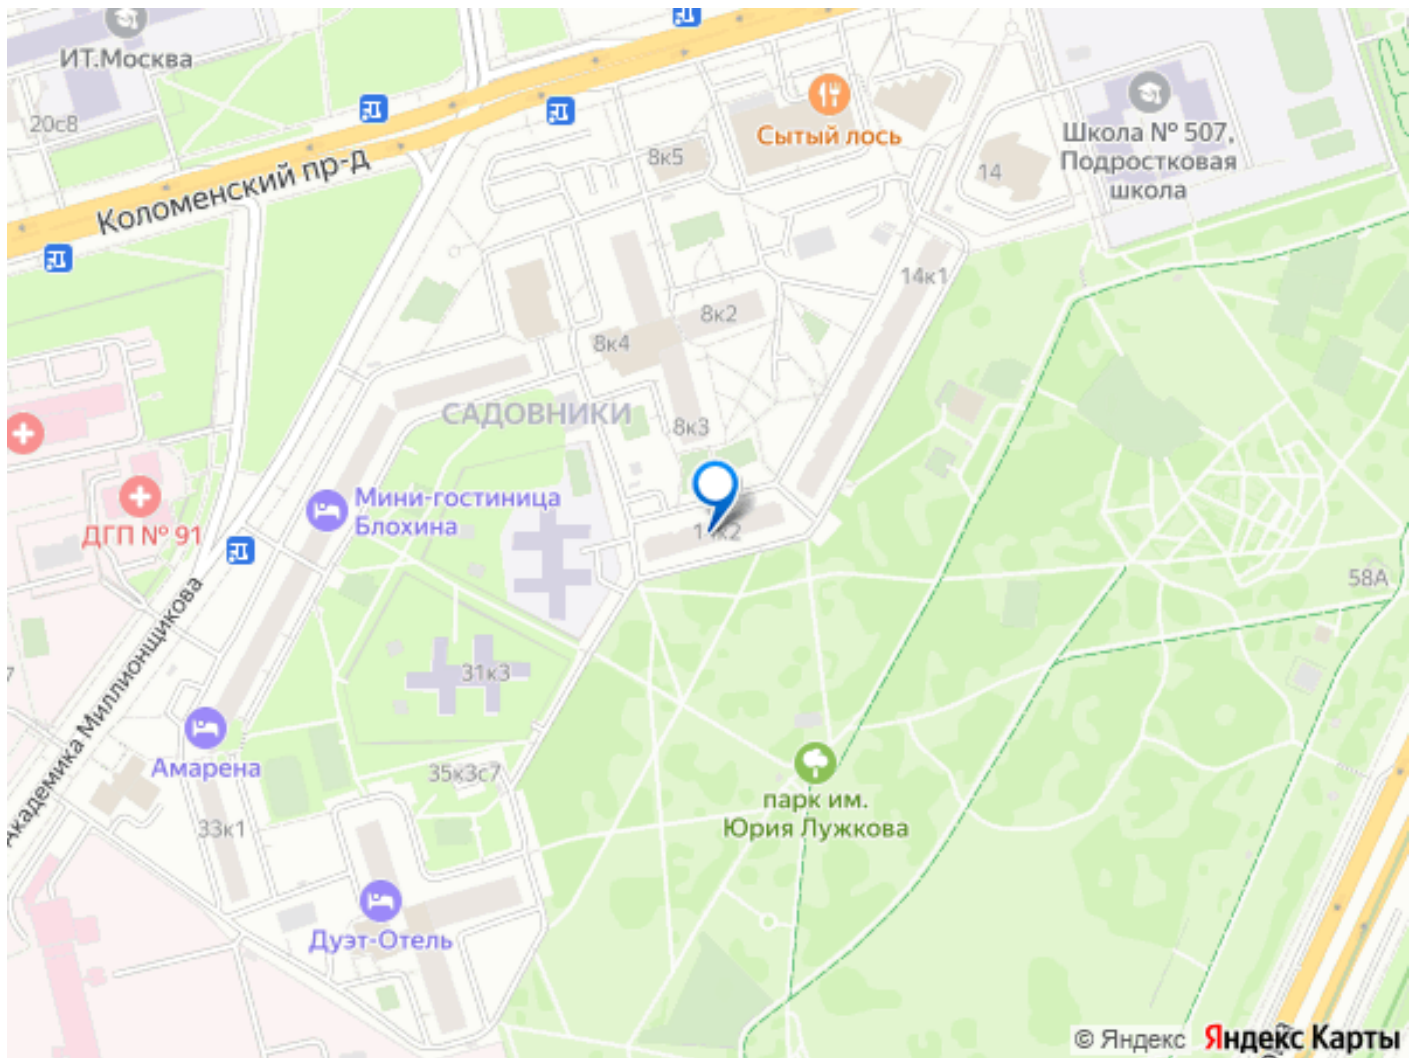 ИТ.Москва
20с8
Коломенский пр-д
8к5
Сытый лось
14
Школа № 507,
Подростковая
школа
14к1
8к2
8к4
САДОВНИКИ
8к3
Мини-гостиница
Блохина
ДГП № 91
14к2
58А
Академика Миллионщикова
31к3
7
Амарена
35к3с7
33к1
парк им.
Юрия Лужкова
Дуэт-Отель
© Яндекс Яндекс Карты